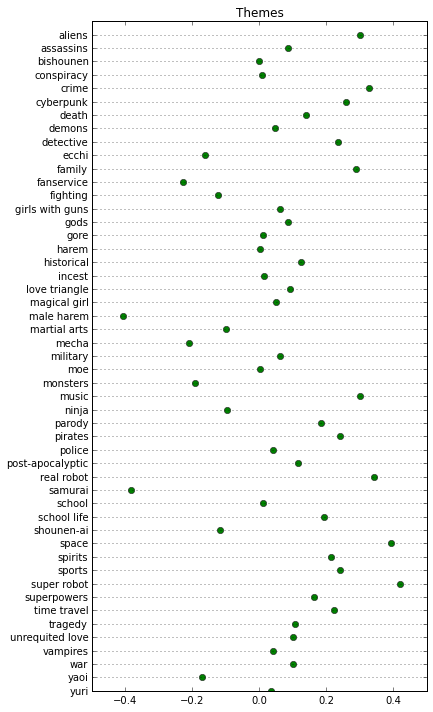 Themes
aliens
assassins
bishounen
conspiracy
crime
cyberpunk
death
demons
detective
ecchi
family
fanservice
fighting
girls with guns
gods
gore
harem
historical
incest
love triangle
magical girl
male harem
martial arts
mecha
military
moe
monsters
music
ninja
parody
pirates
police
post-apocalyptic
real robot
samurai
school
school life
shounen-ai
space
spirits
sports
super robot
superpowers
time travel
tragedy
unrequited love
vampires
war
yaoi
yuri
−0.4 −0.2 0.0 0.2 0.4